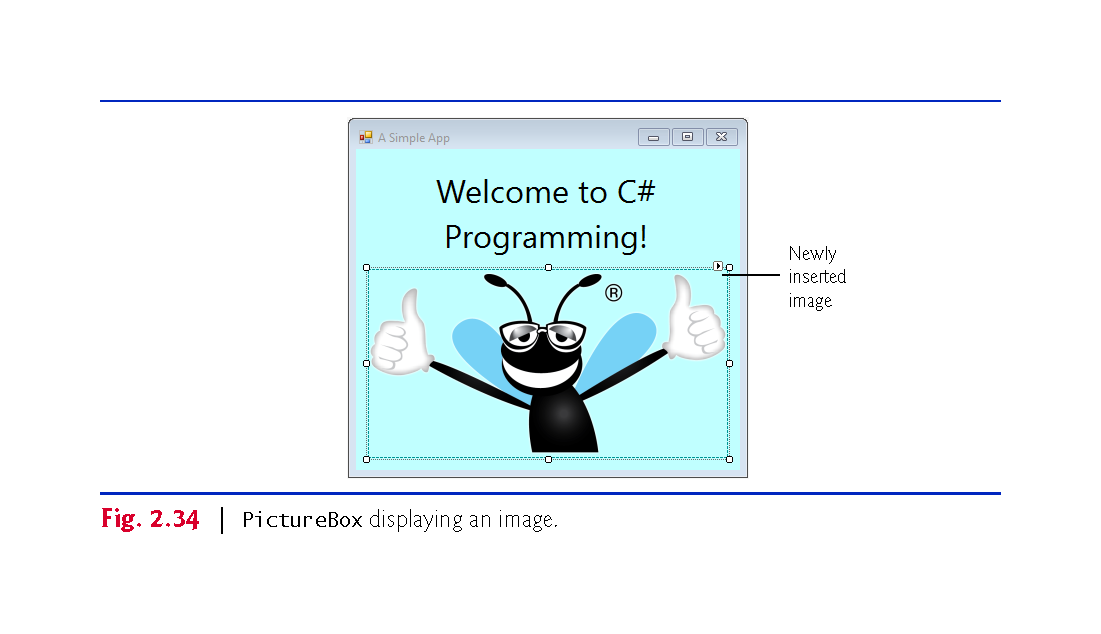 A Simple App
Welcome to C#
Programming!
®
Newly
inserted
image
Fig. 2.34 | PictureBox displaying an image.